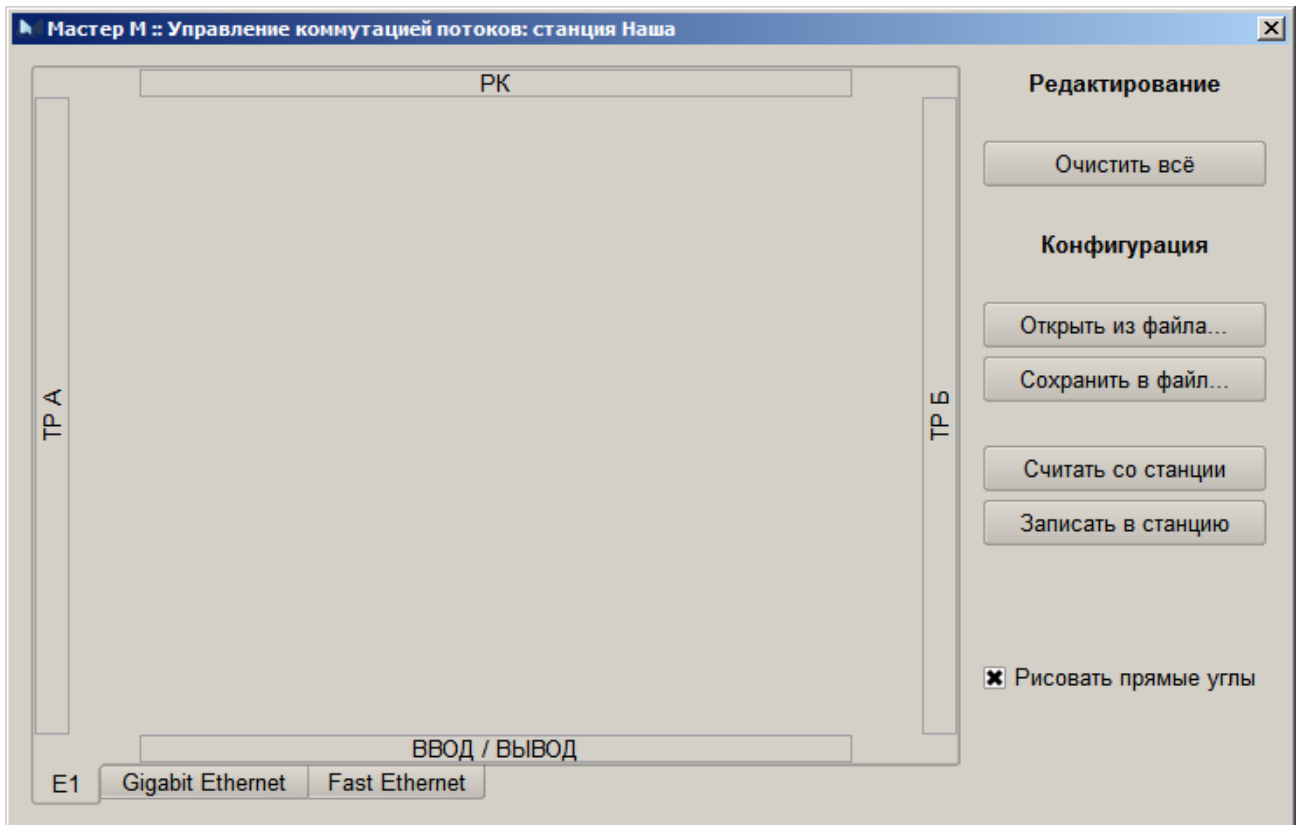 Мастер М :: Управление коммутацией потоков: станция Наша
РК
ТР А
ТР Б
ВВОД / ВЫВОД
E1
Gigabit Ethernet
Fast Ethernet
Редактирование
Очистить всё
Конфигурация
Открыть из файла...
Сохранить в файл...
Считать со станции
Записать в станцию
Рисовать прямые углы